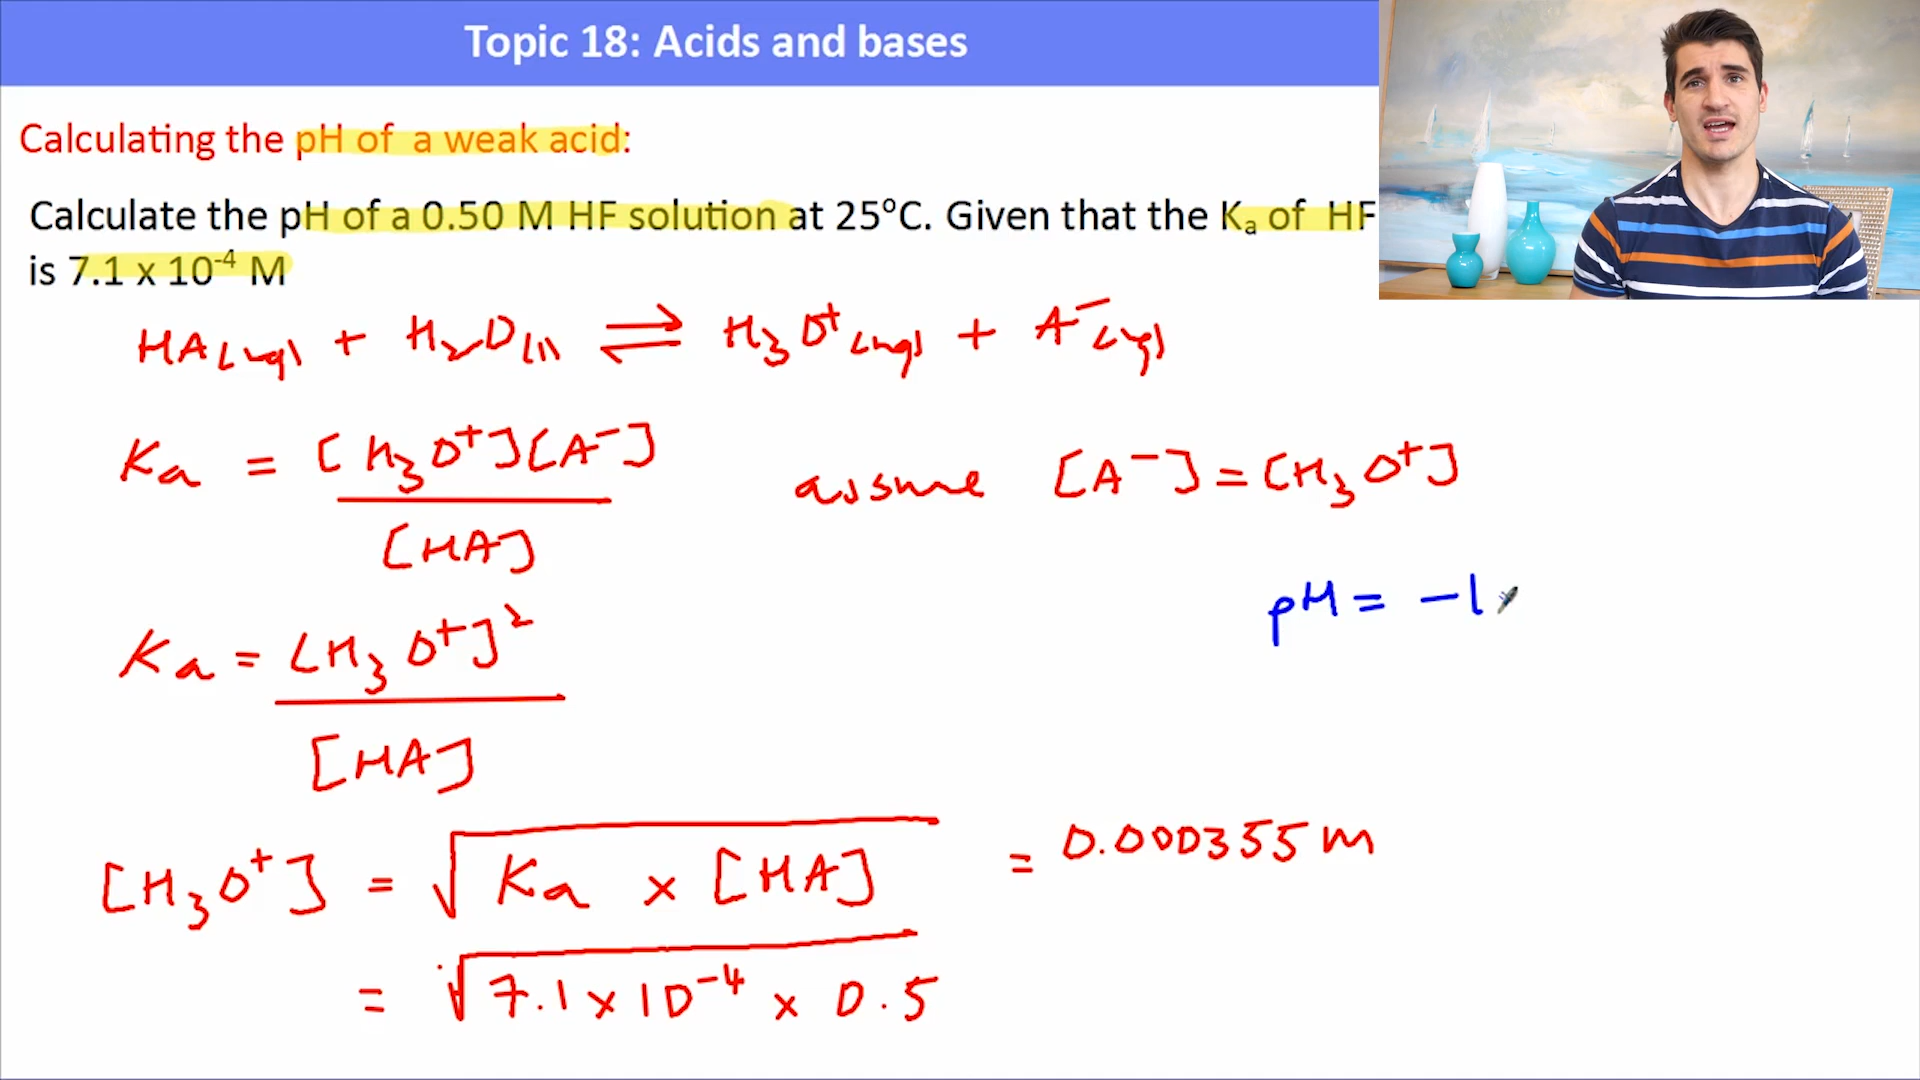 Topic 18: Acids and bases
Calculating the pH of a weak acid:
Calculate the pH of a 0.50 M HF solution at 25ºC. Given that the Kₐ of HF
is 7.1 x 10⁻⁴ M
HA(aq) + H₂O(l) ⇌ H₃O⁺(aq) + A⁻(aq)
Ka = [H₃O⁺][A⁻]
[HA]
assume [A⁻] = [H₃O⁺]
pH = -l
Ka = [H₃O⁺]²
[HA]
[H₃O⁺] = √Ka x [HA] = 0.000355 m
= √7.1 x 10⁻⁴ x 0.5